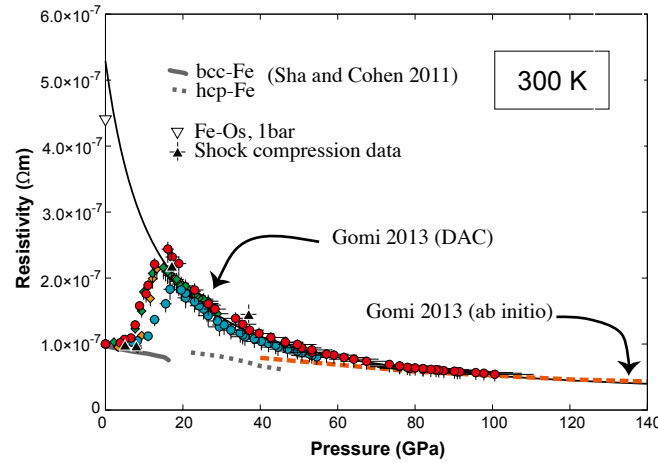 6.0×10⁻⁷
5.0×10⁻⁷
4.0×10⁻⁷
3.0×10⁻⁷
2.0×10⁻⁷
1.0×10⁻⁷
0
Resistivity (Ωm)
bcc-Fe (Sha and Cohen 2011)
hcp-Fe
300 K
Fe-Os, 1bar
Shock compression data
Gomi 2013 (DAC)
Gomi 2013 (ab initio)
0 20 40 60 80 100 120 140
Pressure (GPa)